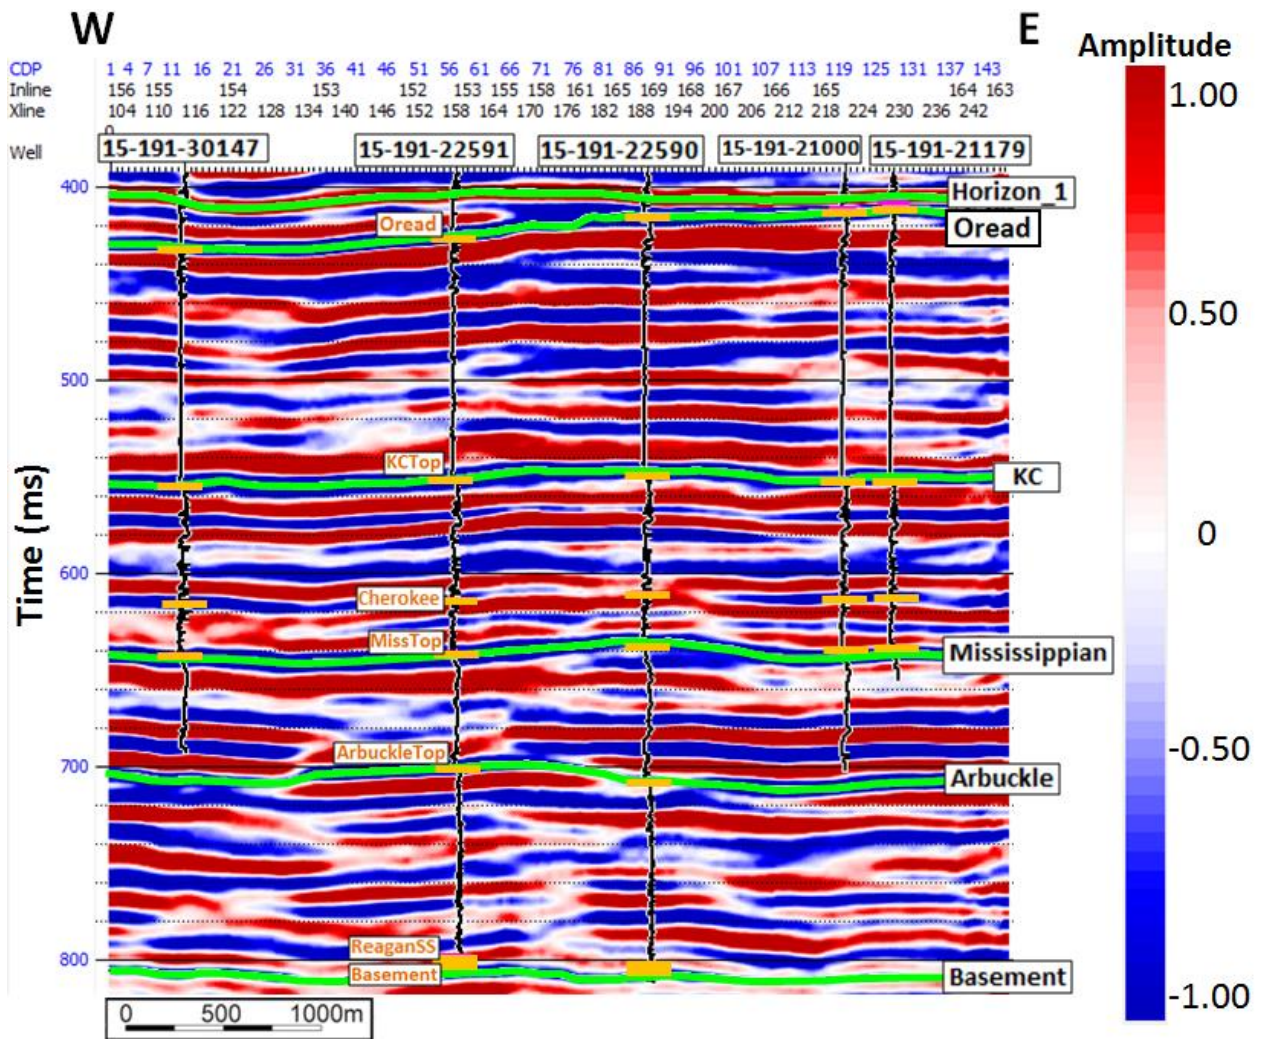 W
E
Amplitude
CDP 1 4 7 11 16 21 26 31 36 41 46 51 56 61 66 71 76 81 86 91 96 101 107 113 119 125 131 137 143
Inline 156 155 154 153 152 153 155 158 161 165 169 168 167 166 165 164 163
Xline 104 110 116 122 128 134 140 146 152 158 164 170 176 182 188 194 200 206 212 218 224 230 236 242
0
Well 15-191-30147 15-191-22591 15-191-22590 15-191-21000 15-191-21179
400
Horizon_1
Oread
Oread
500
KCTop
KC
Time (ms)
600
Cherokee
MissTop
Mississippian
ArbuckleTop
700
Arbuckle
ReaganSS
800
Basement
Basement
0 500 1000m
1.00
0.50
0
-0.50
-1.00